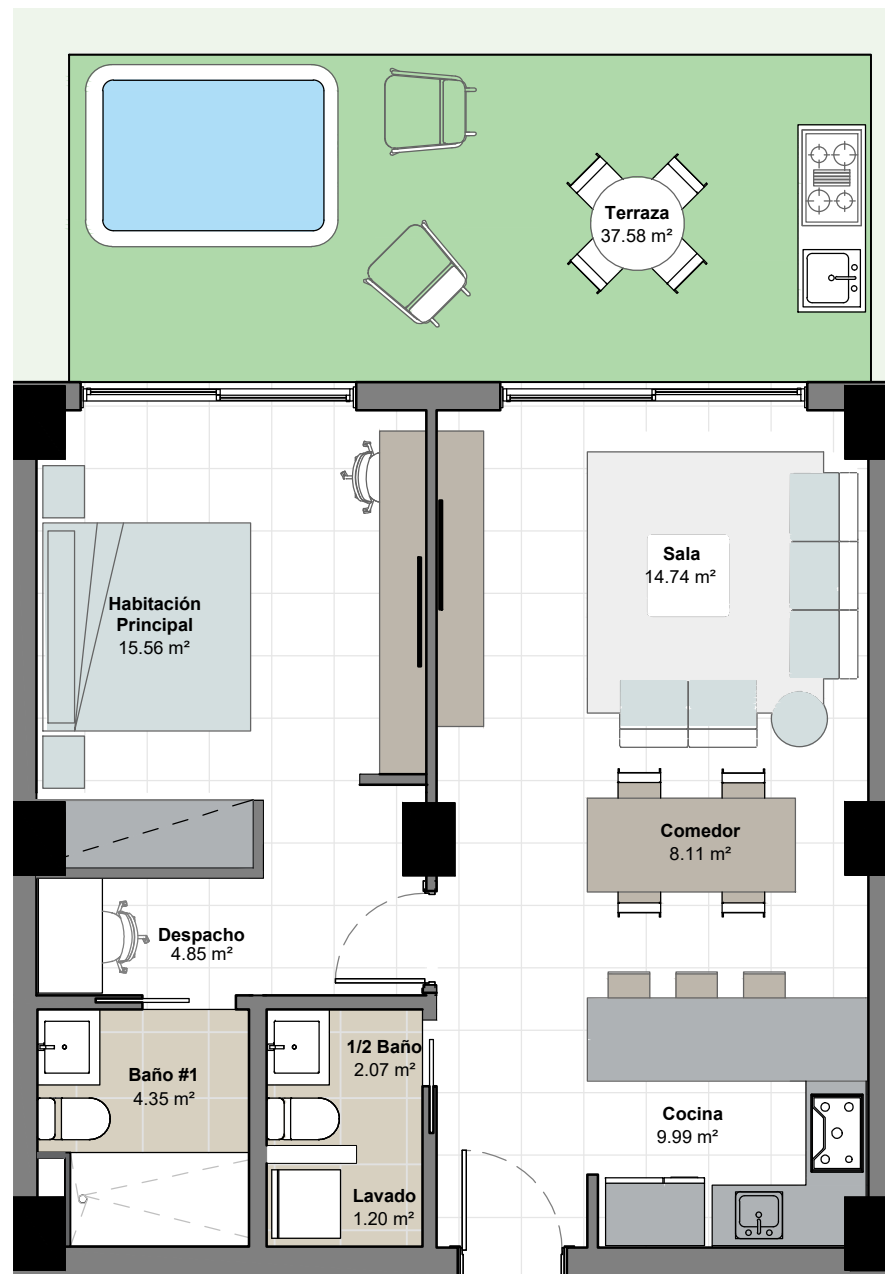 Terraza
37.58 m²
Sala
14.74 m²
Habitación
Principal
15.56 m²
Comedor
8.11 m²
Despacho
4.85 m²
1/2 Baño
2.07 m²
Baño #1
4.35 m²
Cocina
9.99 m²
Lavado
1.20 m²